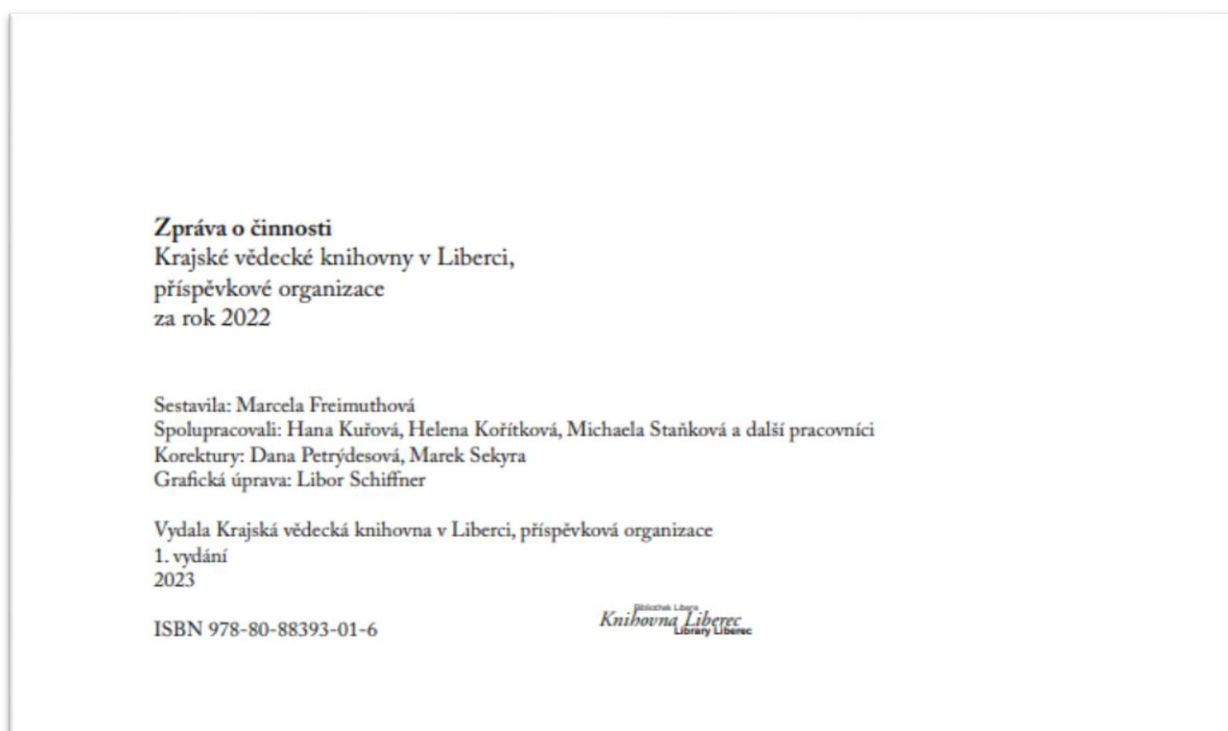 Zpráva o činnosti
Krajské vědecké knihovny v Liberci,
příspěvkové organizace
za rok 2022
Sestavila: Marcela Freimuthová
Spolupracovali: Hana Kuřová, Helena Kořítková, Michaela Staňková a další pracovníci
Korektury: Dana Petrýdesová, Marek Sekyra
Grafická úprava: Libor Schiffner
Vydala Krajská vědecká knihovna v Liberci, příspěvková organizace
1. vydání
2023
ISBN 978-80-88393-01-6
Bibliothek
Knihovna Liberec
Library Liberec